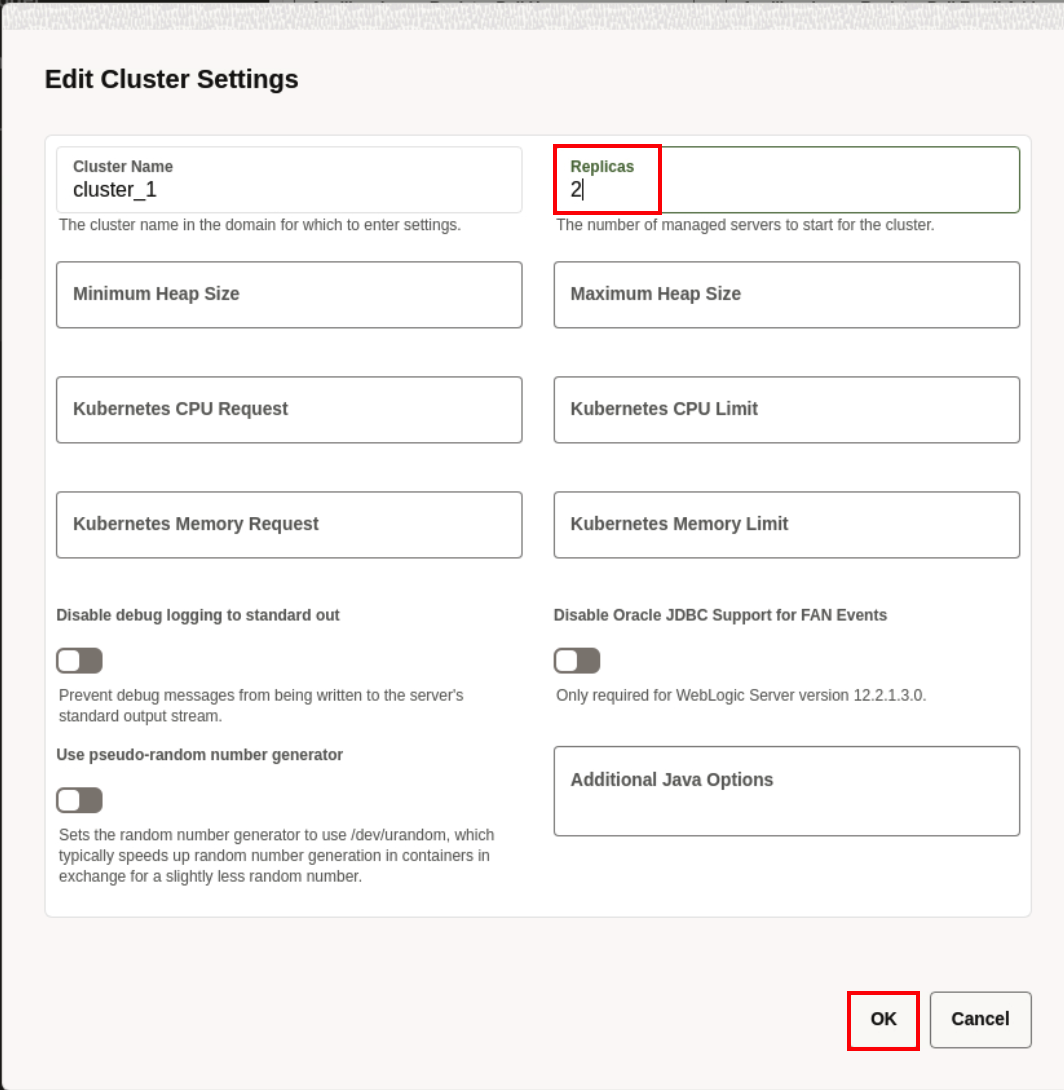 Edit Cluster Settings
Cluster Name
cluster_1
The cluster name in the domain for which to enter settings.
Replicas
2
The number of managed servers to start for the cluster.
Minimum Heap Size
Maximum Heap Size
Kubernetes CPU Request
Kubernetes CPU Limit
Kubernetes Memory Request
Kubernetes Memory Limit
Disable debug logging to standard out
Prevent debug messages from being written to the server's
standard output stream.
Disable Oracle JDBC Support for FAN Events
Only required for WebLogic Server version 12.2.1.3.0.
Use pseudo-random number generator
Sets the random number generator to use /dev/urandom, which
typically speeds up random number generation in containers in
exchange for a slightly less random number.
Additional Java Options
OK
Cancel